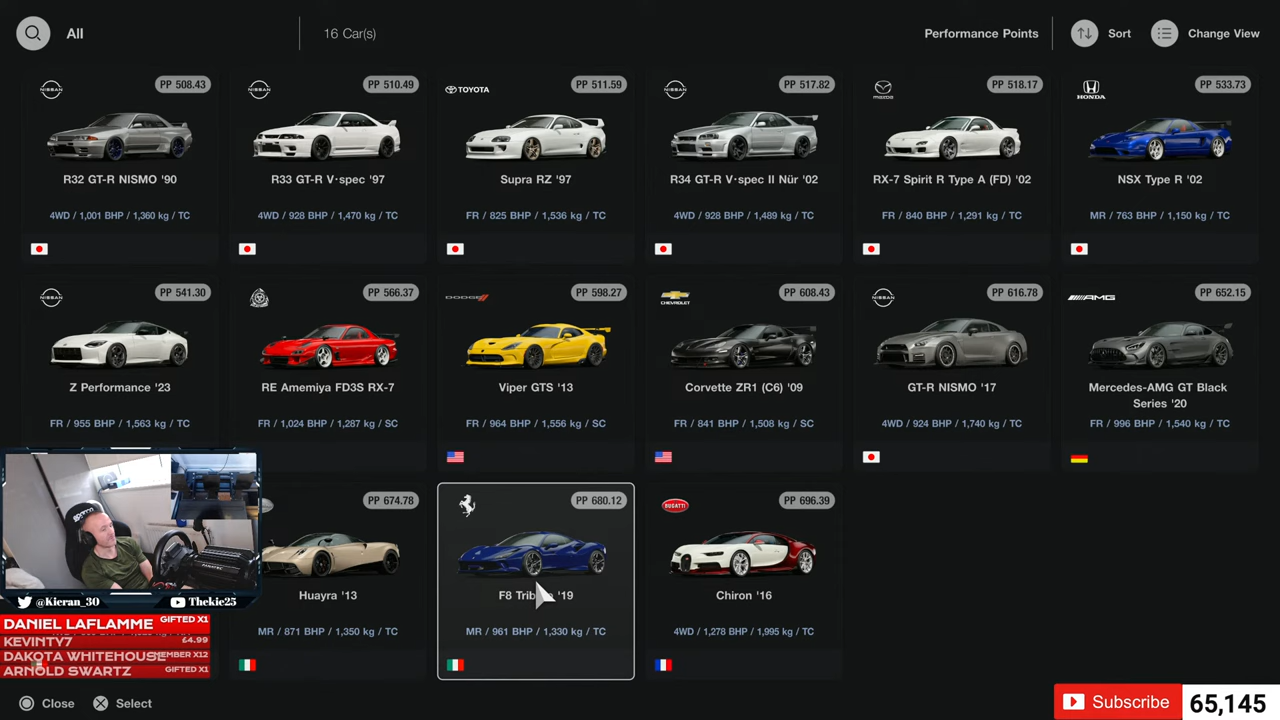 All
16 Car(s)
Performance Points
Sort
Change View
PP 508.43
R32 GT-R NISMO '90
4WD / 1,001 BHP / 1,360 kg / TC
PP 510.49
R33 GT-R V·spec '97
4WD / 928 BHP / 1,470 kg / TC
TOYOTA
PP 511.59
Supra RZ '97
FR / 825 BHP / 1,536 kg / TC
PP 517.82
R34 GT-R V·spec II Nür '02
4WD / 928 BHP / 1,489 kg / TC
mazda
PP 518.17
RX-7 Spirit R Type A (FD) '02
FR / 840 BHP / 1,291 kg / TC
HONDA
PP 533.73
NSX Type R '02
MR / 763 BHP / 1,150 kg / TC
PP 541.30
Z Performance '23
FR / 955 BHP / 1,563 kg / TC
PP 566.37
RE Amemiya FD3S RX-7
FR / 1,024 BHP / 1,287 kg / SC
DODGE
PP 598.27
Viper GTS '13
FR / 964 BHP / 1,556 kg / SC
CHEVROLET
PP 608.43
Corvette ZR1 (C6) '09
FR / 841 BHP / 1,508 kg / SC
PP 616.78
GT-R NISMO '17
4WD / 924 BHP / 1,740 kg / TC
AMG
PP 652.15
Mercedes-AMG GT Black
Series '20
FR / 996 BHP / 1,540 kg / TC
PP 674.78
Huayra '13
MR / 871 BHP / 1,350 kg / TC
PP 680.12
'19
MR / 961 BHP / 1,330 kg / TC
BUGATTI
PP 696.39
Chiron '16
4WD / 1,278 BHP / 1,995 kg / TC
@Kieran_30
Thekie25
DANIEL LAFLAMME GIFTED X1
KEVINTY7 £4.99
DAKOTA WHITEHOUSE MEMBER X12
ARNOLD SWARTZ GIFTED X1
Close
Select
Subscribe
65,145